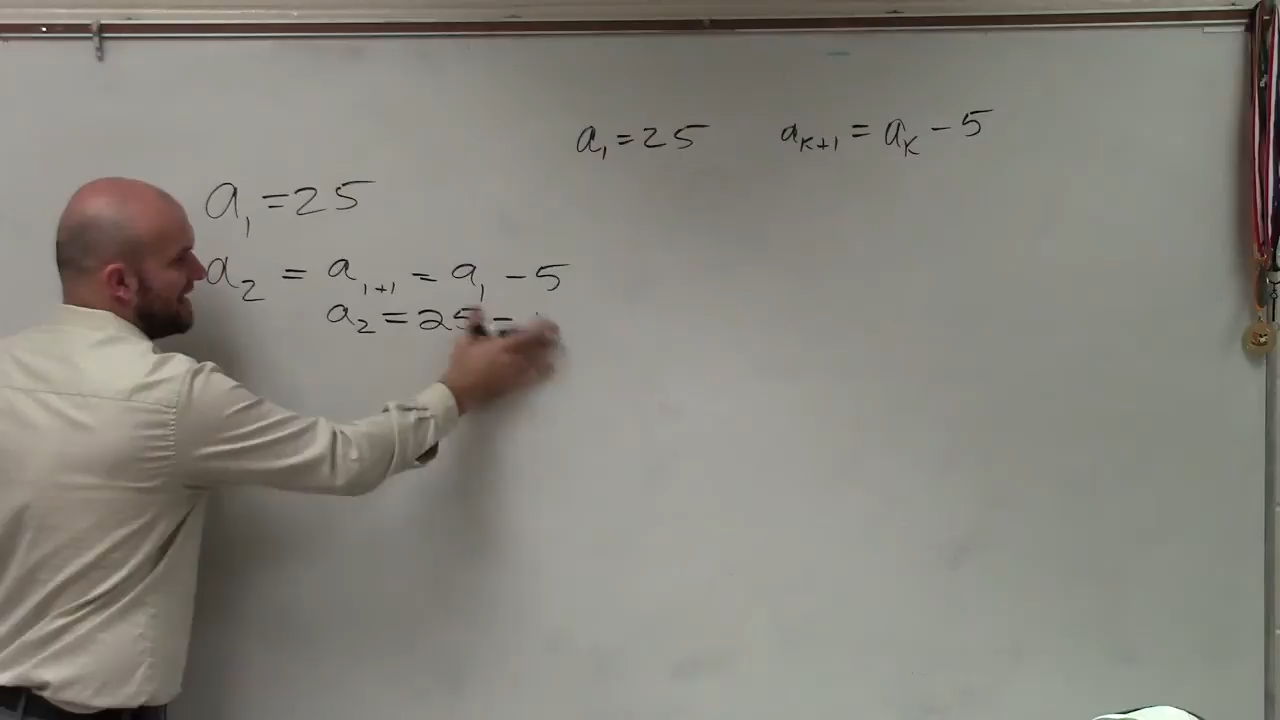 a₁ = 25 aₖ₊₁ = aₖ − 5
a₁ = 25
a₂ = a₁₊₁ = a₁ − 5
a₂ = 25 −